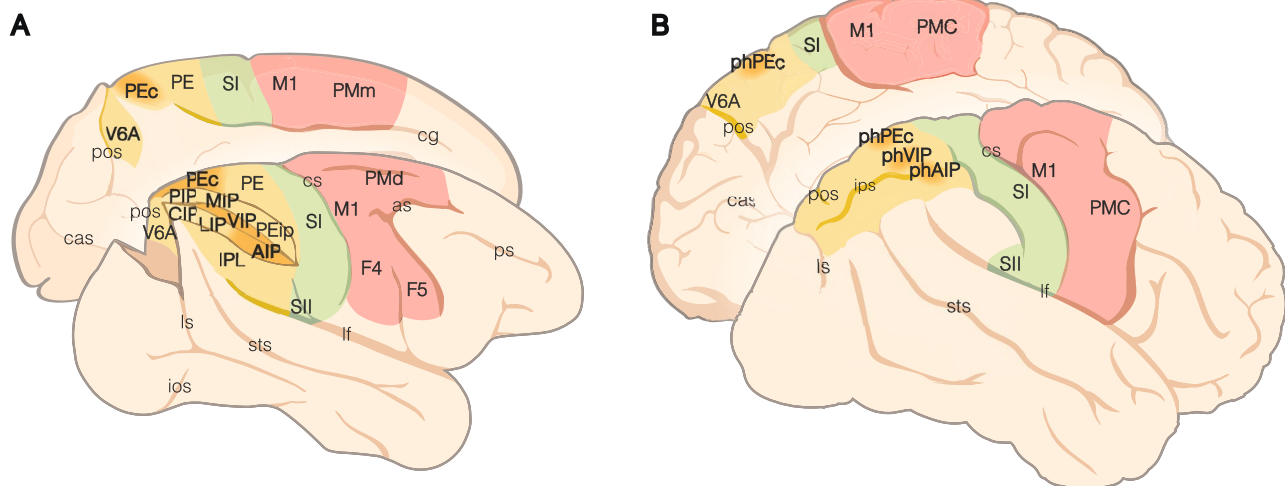 A
PEc
PE
SI
M1
PMm
V6A
pos
cg
PEc
PE
cs
PMd
PIP
MIP
M1
as
pos
CIP
LIP
VIP
PEip
SI
V6A
cas
IPL
AIP
F4
ps
F5
SII
ls
sts
lf
ios
B
phPEc
SI
M1
PMC
V6A
pos
phPEc
phVIP
phAIP
cs
M1
SI
pos
ips
cas
PMC
ls
SII
lf
sts